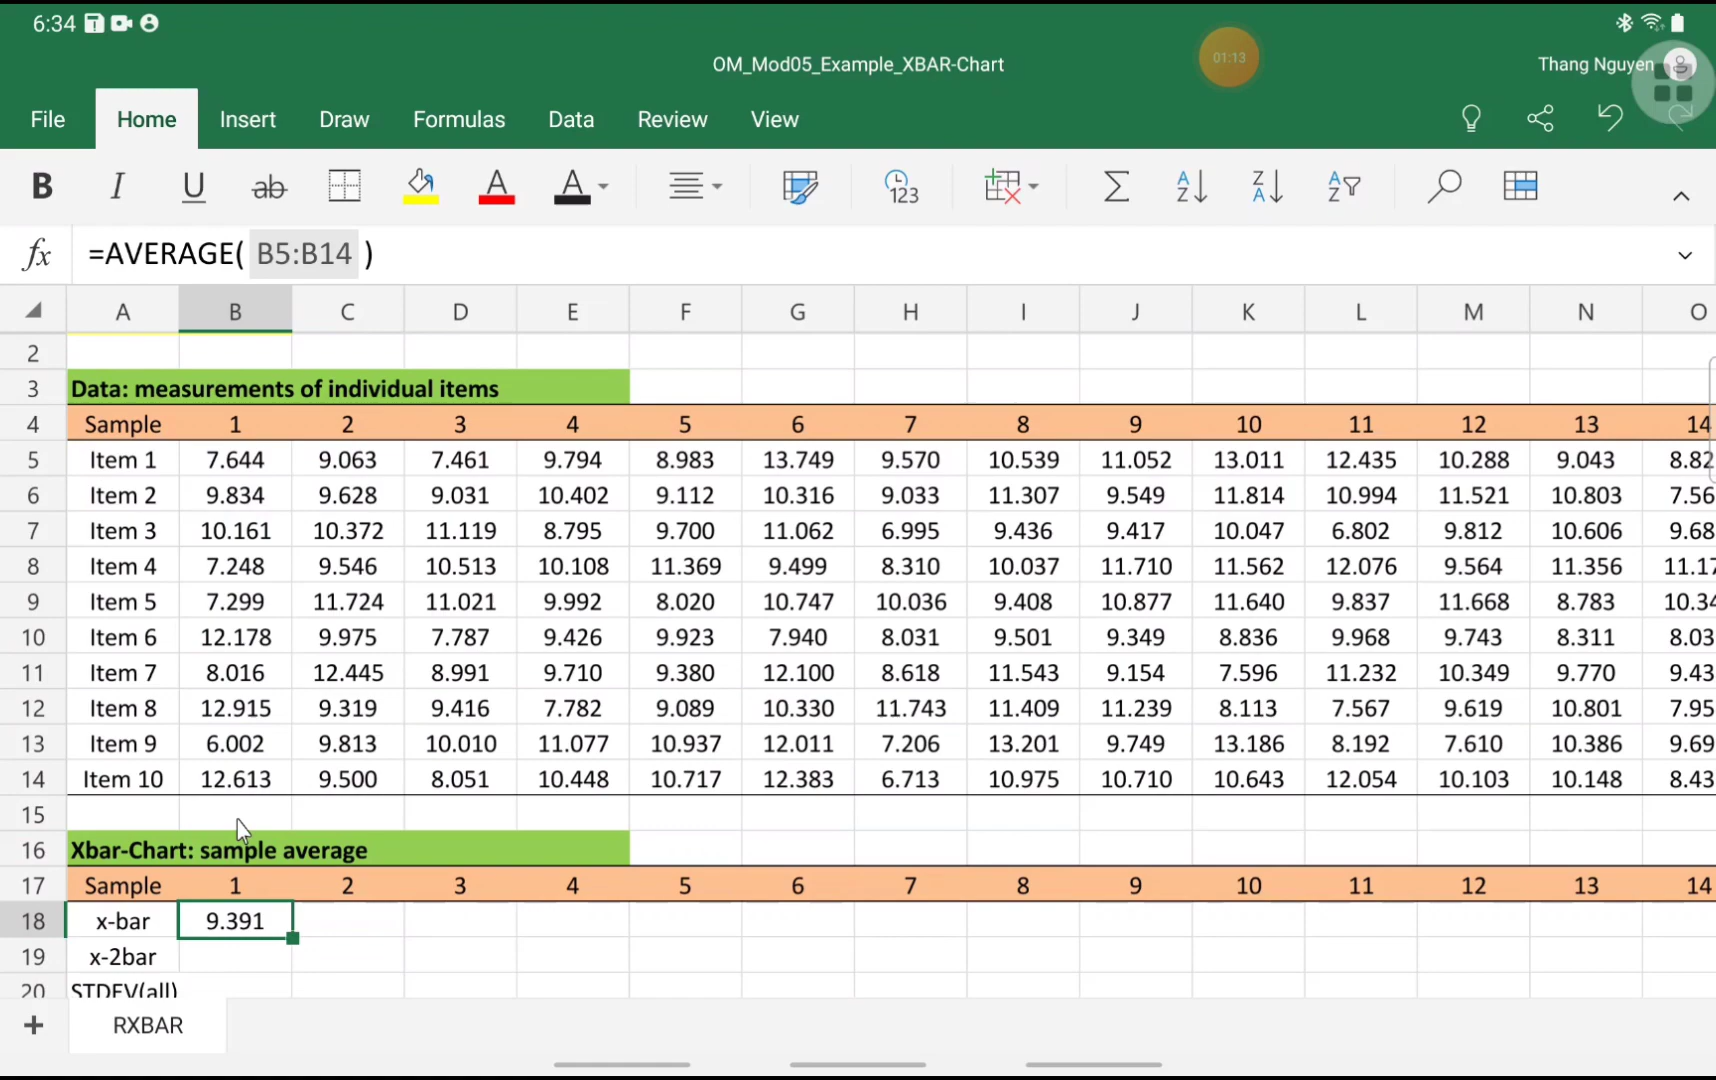 6:34
OM_Mod05_Example_XBAR-Chart
01:13
Thang Nguyen
File Home Insert Draw Formulas Data Review View
B I U ab A A 123 Σ A Z Z A A Z
fx =AVERAGE( B5:B14 )
A B C D E F G H I J K L M N O
2
3 Data: measurements of individual items
4 Sample 1 2 3 4 5 6 7 8 9 10 11 12 13 14
5 Item 1 7.644 9.063 7.461 9.794 8.983 13.749 9.570 10.539 11.052 13.011 12.435 10.288 9.043 8.82
6 Item 2 9.834 9.628 9.031 10.402 9.112 10.316 9.033 11.307 9.549 11.814 10.994 11.521 10.803 7.56
7 Item 3 10.161 10.372 11.119 8.795 9.700 11.062 6.995 9.436 9.417 10.047 6.802 9.812 10.606 9.68
8 Item 4 7.248 9.546 10.513 10.108 11.369 9.499 8.310 10.037 11.710 11.562 12.076 9.564 11.356 11.17
9 Item 5 7.299 11.724 11.021 9.992 8.020 10.747 10.036 9.408 10.877 11.640 9.837 11.668 8.783 10.34
10 Item 6 12.178 9.975 7.787 9.426 9.923 7.940 8.031 9.501 9.349 8.836 9.968 9.743 8.311 8.03
11 Item 7 8.016 12.445 8.991 9.710 9.380 12.100 8.618 11.543 9.154 7.596 11.232 10.349 9.770 9.43
12 Item 8 12.915 9.319 9.416 7.782 9.089 10.330 11.743 11.409 11.239 8.113 7.567 9.619 10.801 7.95
13 Item 9 6.002 9.813 10.010 11.077 10.937 12.011 7.206 13.201 9.749 13.186 8.192 7.610 10.386 9.69
14 Item 10 12.613 9.500 8.051 10.448 10.717 12.383 6.713 10.975 10.710 10.643 12.054 10.103 10.148 8.43
15
16 Xbar-Chart: sample average
17 Sample 1 2 3 4 5 6 7 8 9 10 11 12 13 14
18 x-bar 9.391
19 x-2bar
20 STDEV(all)
+ RXBAR